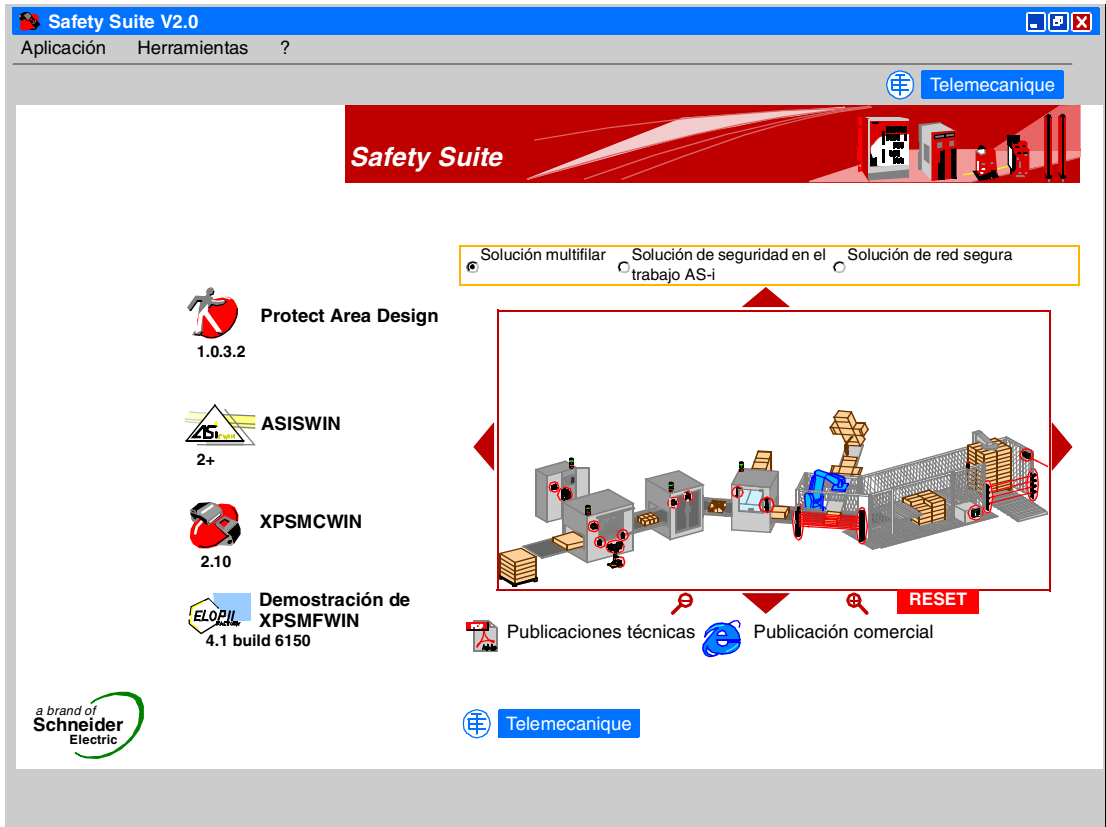 Safety Suite V2.0
Aplicación Herramientas ?
Telemecanique
Safety Suite
Solución multifilar
Solución de seguridad en el
trabajo AS-i
Solución de red segura
Protect Area Design
1.0.3.2
ASISWIN
2+
XPSMCWIN
2.10
Demostración de
XPSMFWIN
4.1 build 6150
RESET
Publicaciones técnicas
Publicación comercial
a brand of
Schneider
Electric
Telemecanique